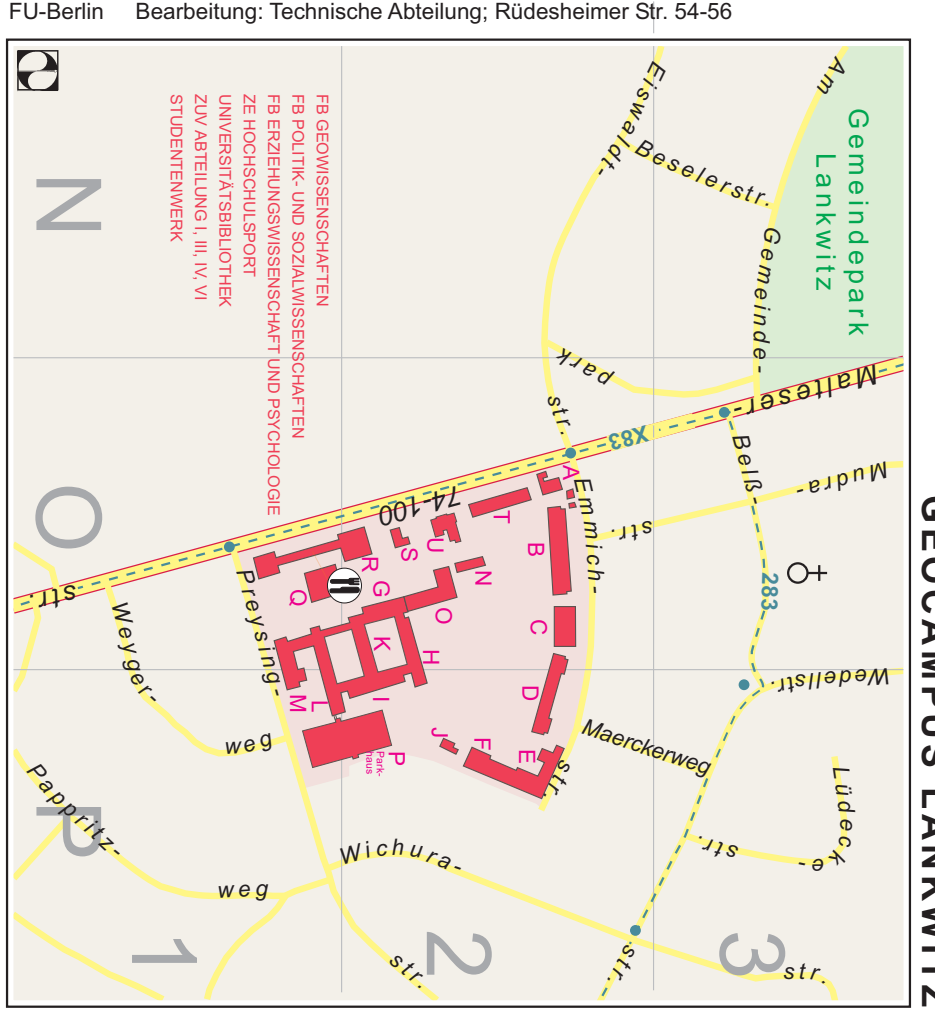 FU-Berlin Bearbeitung: Technische Abteilung; Rüdesheimer Str. 54-56
GEOCAMPUS LANKWITZ
FB GEOWISSENSCHAFTEN
FB POLITIK- UND SOZIALWISSENSCHAFTEN
FB ERZIEHUNGSWISSENSCHAFT UND PSYCHOLOGIE
ZE HOCHSCHULSPORT
UNIVERSITÄTSBIBLIOTHEK
ZUV ABTEILUNG I, III, IV, VI
STUDENTENWERK
N
O
P
1
2
3
Gemeindepark
Lankwitz
Am
Gemeinde-
park
Eiswaldt-
str.
Beselerstr.
Malteser-
str.
X83
74-100
Belß-
str.
283
Mudra-
str.
Emmich-
str.
Wedellstr.
Maerckerweg
Lüdecke-
str.
Wichura-
str.
str.
Preysing-
Weyger-
weg
Pappritz-
weg
A
B
C
D
E
F
G
H
I
J
K
L
M
N
O
P
Park-
haus
Q
R
S
T
U